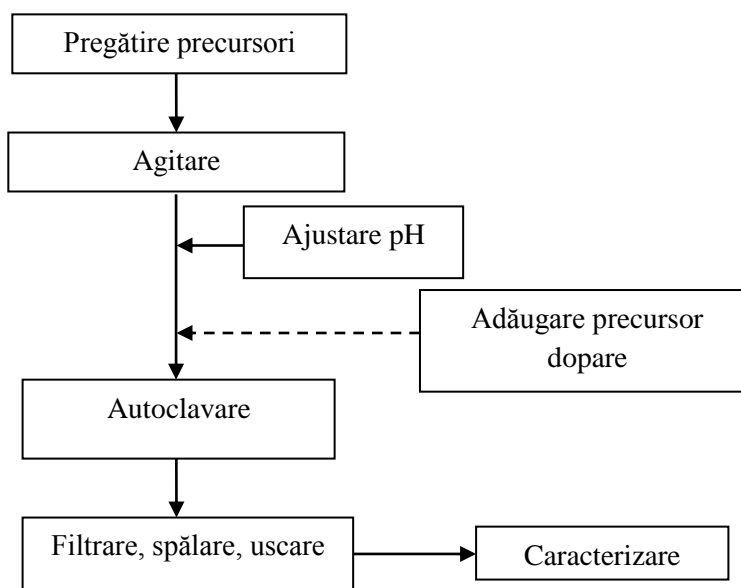 Pregătire precursori
Agitare
Ajustare pH
Adăugare precursor
dopare
Autoclavare
Filtrare, spălare, uscare
Caracterizare